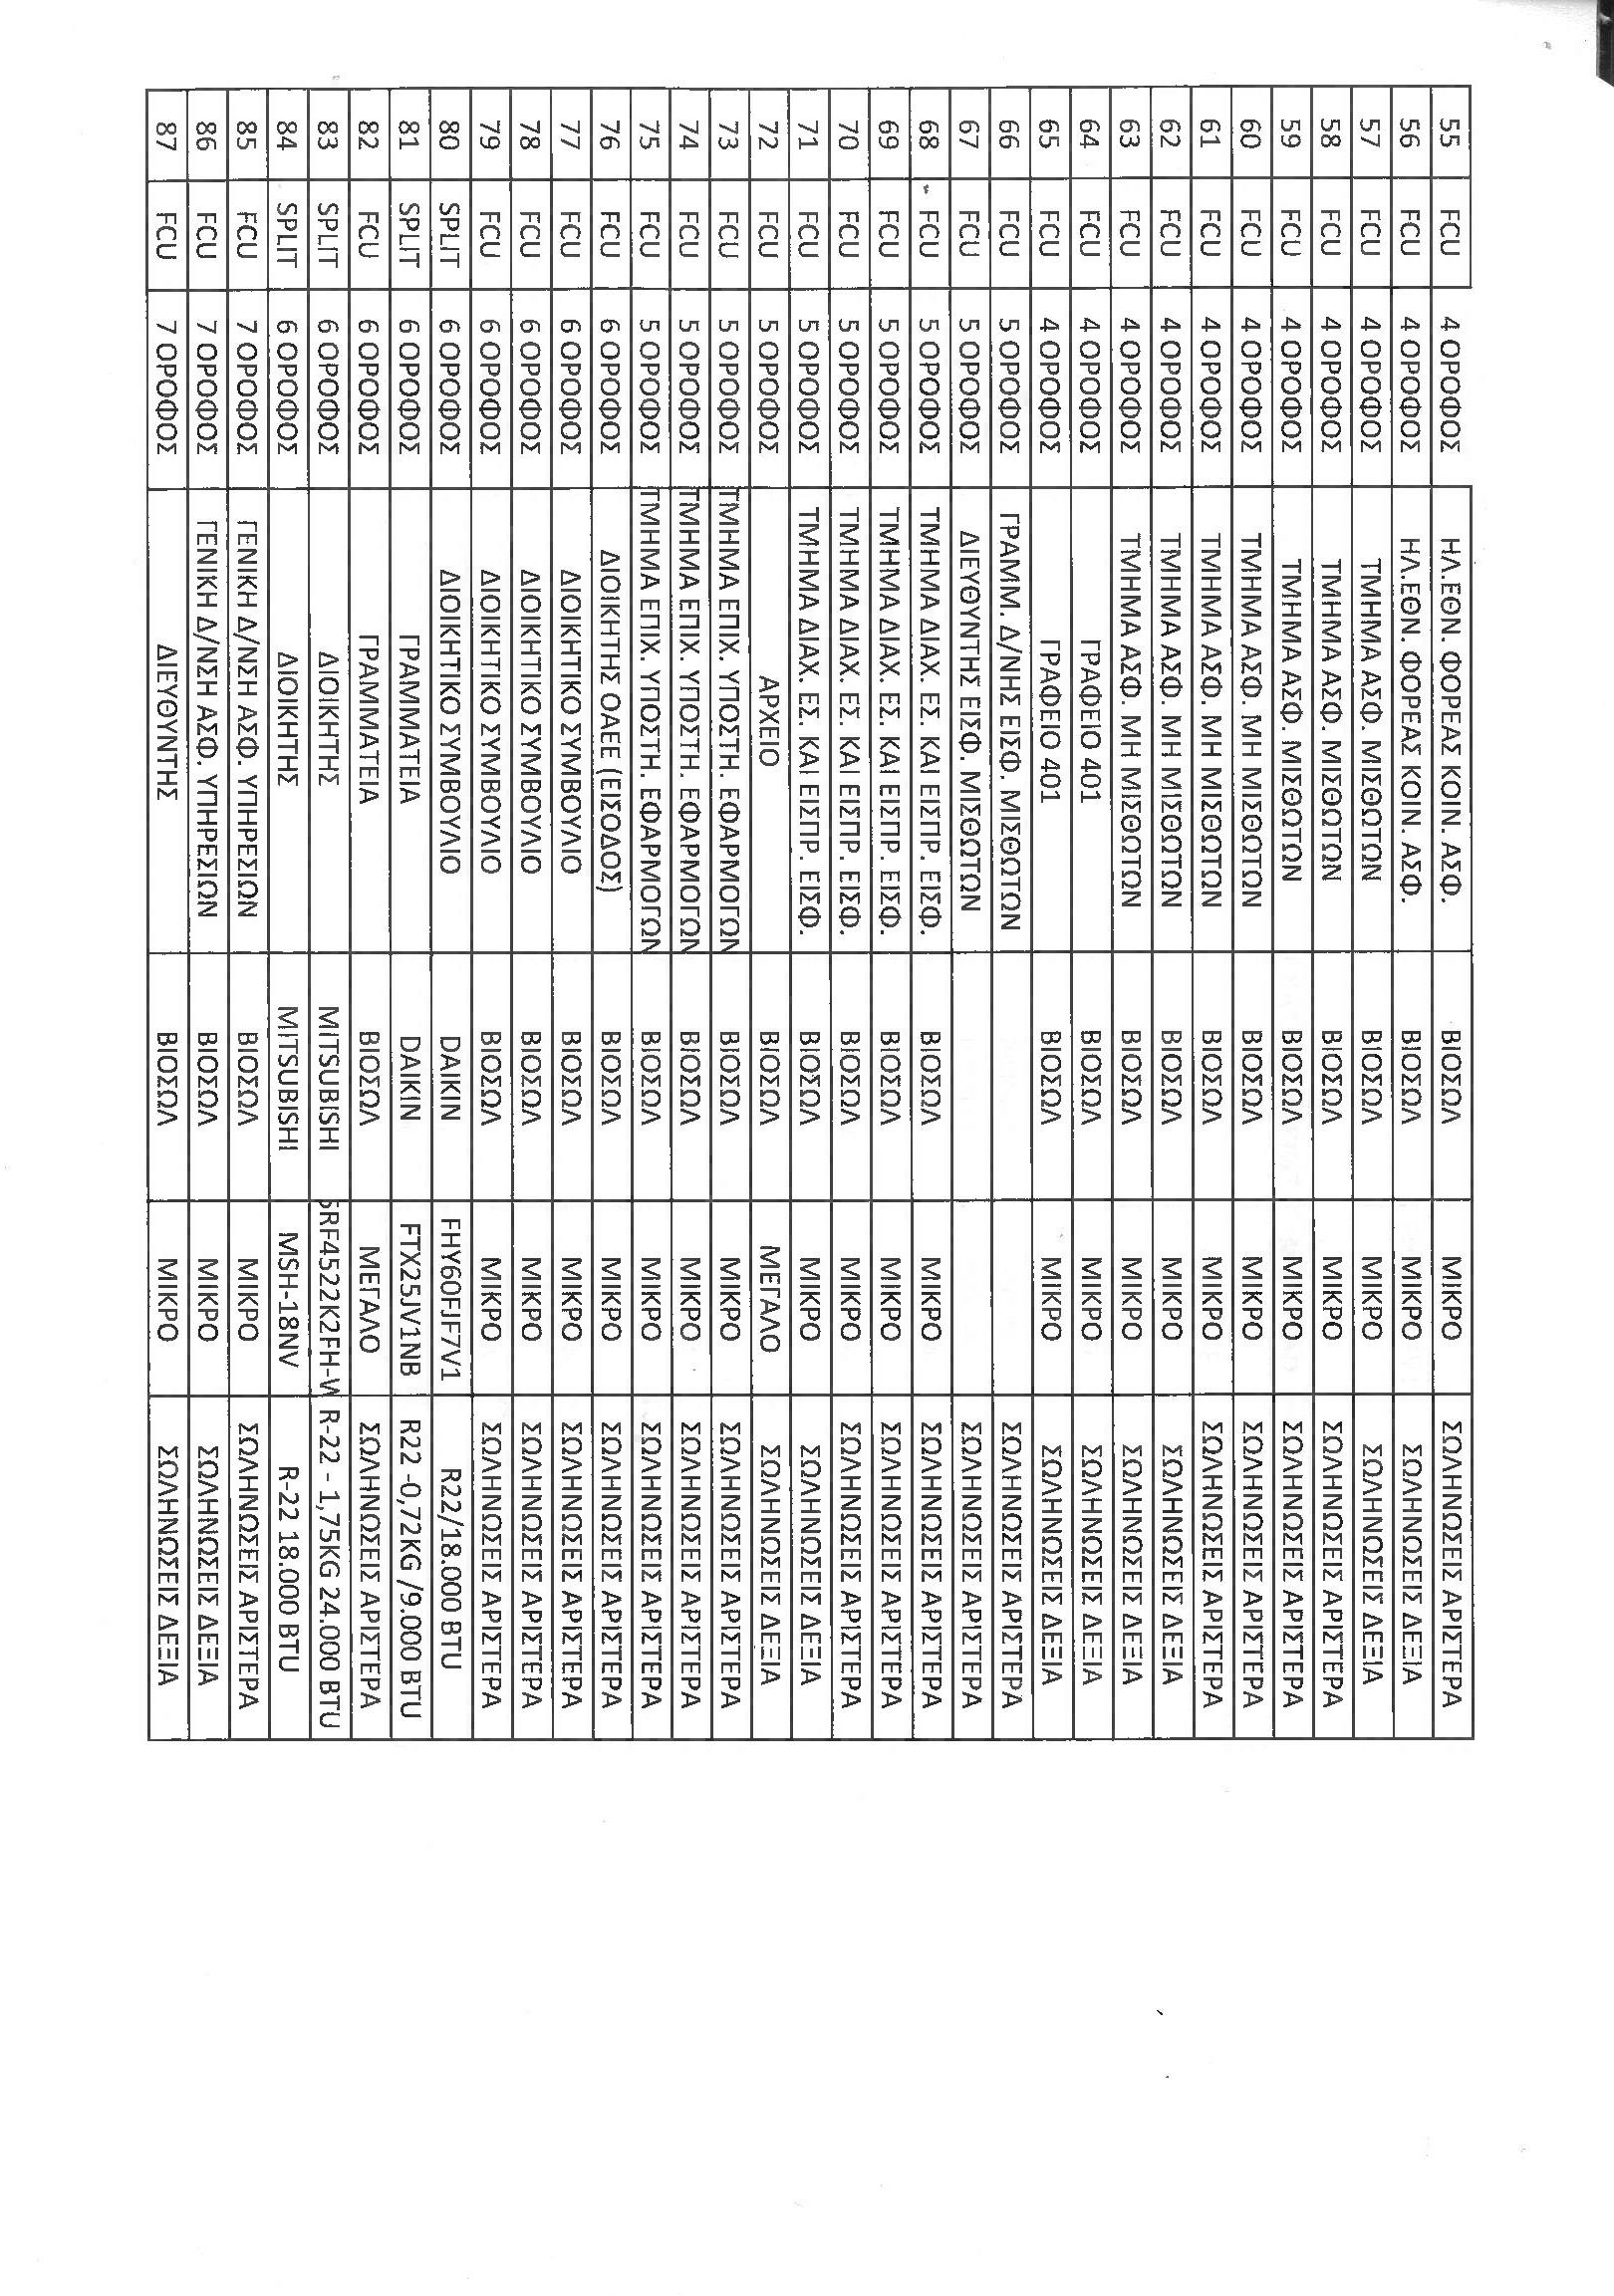 55 FCU 4 ΟΡΟΦΟΣ ΗΛ.ΕΘΝ. ΦΟΡΕΑΣ ΚΟΙΝ. ΑΣΦ. ΒΙΟΣΩΛ ΜΙΚΡΟ ΣΩΛΗΝΩΣΕΙΣ ΑΡΙΣΤΕΡΑ
56 FCU 4 ΟΡΟΦΟΣ ΗΛ.ΕΘΝ. ΦΟΡΕΑΣ ΚΟΙΝ. ΑΣΦ. ΒΙΟΣΩΛ ΜΙΚΡΟ ΣΩΛΗΝΩΣΕΙΣ ΔΕΞΙΑ
57 FCU 4 ΟΡΟΦΟΣ ΤΜΗΜΑ ΑΣΦ. ΜΙΣΘΩΤΩΝ ΒΙΟΣΩΛ ΜΙΚΡΟ ΣΩΛΗΝΩΣΕΙΣ ΔΕΞΙΑ
58 FCU 4 ΟΡΟΦΟΣ ΤΜΗΜΑ ΑΣΦ. ΜΙΣΘΩΤΩΝ ΒΙΟΣΩΛ ΜΙΚΡΟ ΣΩΛΗΝΩΣΕΙΣ ΑΡΙΣΤΕΡΑ
59 FCU 4 ΟΡΟΦΟΣ ΤΜΗΜΑ ΑΣΦ. ΜΙΣΘΩΤΩΝ ΒΙΟΣΩΛ ΜΙΚΡΟ ΣΩΛΗΝΩΣΕΙΣ ΑΡΙΣΤΕΡΑ
60 FCU 4 ΟΡΟΦΟΣ ΤΜΗΜΑ ΑΣΦ. ΜΗ ΜΙΣΘΩΤΩΝ ΒΙΟΣΩΛ ΜΙΚΡΟ ΣΩΛΗΝΩΣΕΙΣ ΑΡΙΣΤΕΡΑ
61 FCU 4 ΟΡΟΦΟΣ ΤΜΗΜΑ ΑΣΦ. ΜΗ ΜΙΣΘΩΤΩΝ ΒΙΟΣΩΛ ΜΙΚΡΟ ΣΩΛΗΝΩΣΕΙΣ ΑΡΙΣΤΕΡΑ
62 FCU 4 ΟΡΟΦΟΣ ΤΜΗΜΑ ΑΣΦ. ΜΗ ΜΙΣΘΩΤΩΝ ΒΙΟΣΩΛ ΜΙΚΡΟ ΣΩΛΗΝΩΣΕΙΣ ΔΕΞΙΑ
63 FCU 4 ΟΡΟΦΟΣ ΤΜΗΜΑ ΑΣΦ. ΜΗ ΜΙΣΘΩΤΩΝ ΒΙΟΣΩΛ ΜΙΚΡΟ ΣΩΛΗΝΩΣΕΙΣ ΔΕΞΙΑ
64 FCU 4 ΟΡΟΦΟΣ ΓΡΑΦΕΙΟ 401 ΒΙΟΣΩΛ ΜΙΚΡΟ ΣΩΛΗΝΩΣΕΙΣ ΔΕΞΙΑ
65 FCU 4 ΟΡΟΦΟΣ ΓΡΑΦΕΙΟ 401 ΒΙΟΣΩΛ ΜΙΚΡΟ ΣΩΛΗΝΩΣΕΙΣ ΔΕΞΙΑ
66 FCU 5 ΟΡΟΦΟΣ ΓΡΑΜΜ. Δ/ΝΗΣ ΕΙΣΦ. ΜΙΣΘΩΤΩΝ ΣΩΛΗΝΩΣΕΙΣ ΑΡΙΣΤΕΡΑ
67 FCU 5 ΟΡΟΦΟΣ ΔΙΕΥΘΥΝΤΗΣ ΕΙΣΦ. ΜΙΣΘΩΤΩΝ ΣΩΛΗΝΩΣΕΙΣ ΑΡΙΣΤΕΡΑ
68 FCU 5 ΟΡΟΦΟΣ ΤΜΗΜΑ ΔΙΑΧ. ΕΣ. ΚΑΙ ΕΙΣΠΡ. ΕΙΣΦ. ΒΙΟΣΩΛ ΜΙΚΡΟ ΣΩΛΗΝΩΣΕΙΣ ΑΡΙΣΤΕΡΑ
69 FCU 5 ΟΡΟΦΟΣ ΤΜΗΜΑ ΔΙΑΧ. ΕΣ. ΚΑΙ ΕΙΣΠΡ. ΕΙΣΦ. ΒΙΟΣΩΛ ΜΙΚΡΟ ΣΩΛΗΝΩΣΕΙΣ ΑΡΙΣΤΕΡΑ
70 FCU 5 ΟΡΟΦΟΣ ΤΜΗΜΑ ΔΙΑΧ. ΕΣ. ΚΑΙ ΕΙΣΠΡ. ΕΙΣΦ. ΒΙΟΣΩΛ ΜΙΚΡΟ ΣΩΛΗΝΩΣΕΙΣ ΑΡΙΣΤΕΡΑ
71 FCU 5 ΟΡΟΦΟΣ ΤΜΗΜΑ ΔΙΑΧ. ΕΣ. ΚΑΙ ΕΙΣΠΡ. ΕΙΣΦ. ΒΙΟΣΩΛ ΜΙΚΡΟ ΣΩΛΗΝΩΣΕΙΣ ΔΕΞΙΑ
72 FCU 5 ΟΡΟΦΟΣ ΑΡΧΕΙΟ ΒΙΟΣΩΛ ΜΕΓΑΛΟ ΣΩΛΗΝΩΣΕΙΣ ΔΕΞΙΑ
73 FCU 5 ΟΡΟΦΟΣ ΤΜΗΜΑ ΕΠΙΧ. ΥΠΟΣΤΗ. ΕΦΑΡΜΟΓΩΝ ΒΙΟΣΩΛ ΜΙΚΡΟ ΣΩΛΗΝΩΣΕΙΣ ΑΡΙΣΤΕΡΑ
74 FCU 5 ΟΡΟΦΟΣ ΤΜΗΜΑ ΕΠΙΧ. ΥΠΟΣΤΗ. ΕΦΑΡΜΟΓΩΝ ΒΙΟΣΩΛ ΜΙΚΡΟ ΣΩΛΗΝΩΣΕΙΣ ΑΡΙΣΤΕΡΑ
75 FCU 5 ΟΡΟΦΟΣ ΤΜΗΜΑ ΕΠΙΧ. ΥΠΟΣΤΗ. ΕΦΑΡΜΟΓΩΝ ΒΙΟΣΩΛ ΜΙΚΡΟ ΣΩΛΗΝΩΣΕΙΣ ΑΡΙΣΤΕΡΑ
76 FCU 6 ΟΡΟΦΟΣ ΔΙΟΙΚΗΤΗΣ ΟΑΕΕ (ΕΙΣΟΔΟΣ) ΒΙΟΣΩΛ ΜΙΚΡΟ ΣΩΛΗΝΩΣΕΙΣ ΑΡΙΣΤΕΡΑ
77 FCU 6 ΟΡΟΦΟΣ ΔΙΟΙΚΗΤΙΚΟ ΣΥΜΒΟΥΛΙΟ ΒΙΟΣΩΛ ΜΙΚΡΟ ΣΩΛΗΝΩΣΕΙΣ ΑΡΙΣΤΕΡΑ
78 FCU 6 ΟΡΟΦΟΣ ΔΙΟΙΚΗΤΙΚΟ ΣΥΜΒΟΥΛΙΟ ΒΙΟΣΩΛ ΜΙΚΡΟ ΣΩΛΗΝΩΣΕΙΣ ΑΡΙΣΤΕΡΑ
79 FCU 6 ΟΡΟΦΟΣ ΔΙΟΙΚΗΤΙΚΟ ΣΥΜΒΟΥΛΙΟ ΒΙΟΣΩΛ ΜΙΚΡΟ ΣΩΛΗΝΩΣΕΙΣ ΑΡΙΣΤΕΡΑ
80 SPLIT 6 ΟΡΟΦΟΣ ΔΙΟΙΚΗΤΙΚΟ ΣΥΜΒΟΥΛΙΟ DAIKIN FHY60FJF7V1 R22/18.000 BTU
81 SPLIT 6 ΟΡΟΦΟΣ ΓΡΑΜΜΑΤΕΙΑ DAIKIN FTX25JV1NB R22 -0,72KG /9.000 BTU
82 FCU 6 ΟΡΟΦΟΣ ΓΡΑΜΜΑΤΕΙΑ ΒΙΟΣΩΛ ΜΕΓΑΛΟ ΣΩΛΗΝΩΣΕΙΣ ΑΡΙΣΤΕΡΑ
83 SPLIT 6 ΟΡΟΦΟΣ ΔΙΟΙΚΗΤΗΣ MITSUBISHI SRF4522K2FH-W R-22 - 1,75KG 24.000 BTU
84 SPLIT 6 ΟΡΟΦΟΣ ΔΙΟΙΚΗΤΗΣ MITSUBISHI MSH-18NV R-22 18.000 BTU
85 FCU 7 ΟΡΟΦΟΣ ΓΕΝΙΚΗ Δ/ΝΣΗ ΑΣΦ. ΥΠΗΡΕΣΙΩΝ ΒΙΟΣΩΛ ΜΙΚΡΟ ΣΩΛΗΝΩΣΕΙΣ ΑΡΙΣΤΕΡΑ
86 FCU 7 ΟΡΟΦΟΣ ΓΕΝΙΚΗ Δ/ΝΣΗ ΑΣΦ. ΥΠΗΡΕΣΙΩΝ ΒΙΟΣΩΛ ΜΙΚΡΟ ΣΩΛΗΝΩΣΕΙΣ ΔΕΞΙΑ
87 FCU 7 ΟΡΟΦΟΣ ΔΙΕΥΘΥΝΤΗΣ ΒΙΟΣΩΛ ΜΙΚΡΟ ΣΩΛΗΝΩΣΕΙΣ ΔΕΞΙΑ